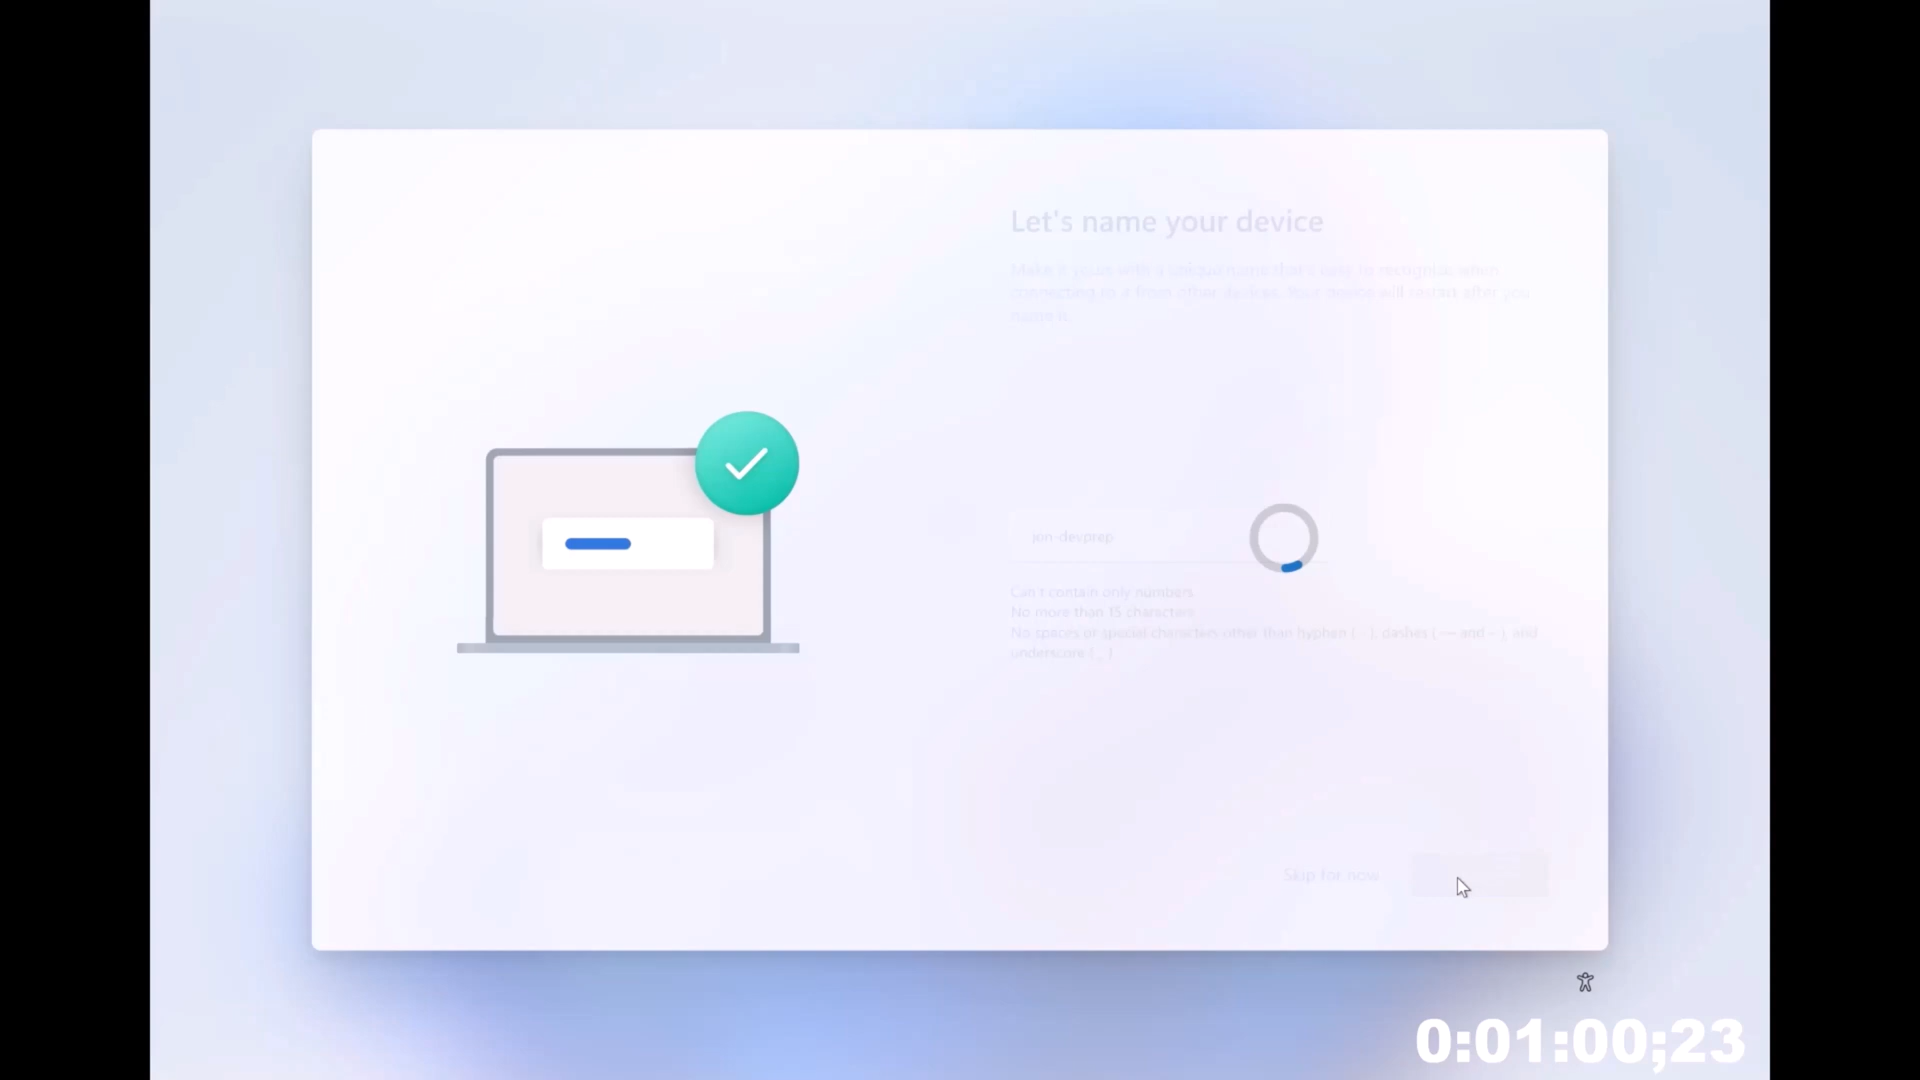 Let's name your device
Make it yours with a unique name that's easy to recognise when
connecting to it from other devices. Your device will restart after you
name it.
jon-devprep
Can't contain only numbers
No more than 15 characters
No spaces or special characters other than hyphen ( - ), dashes ( — and – ), and
underscore ( _ )
Skip for now
0:01:00;23